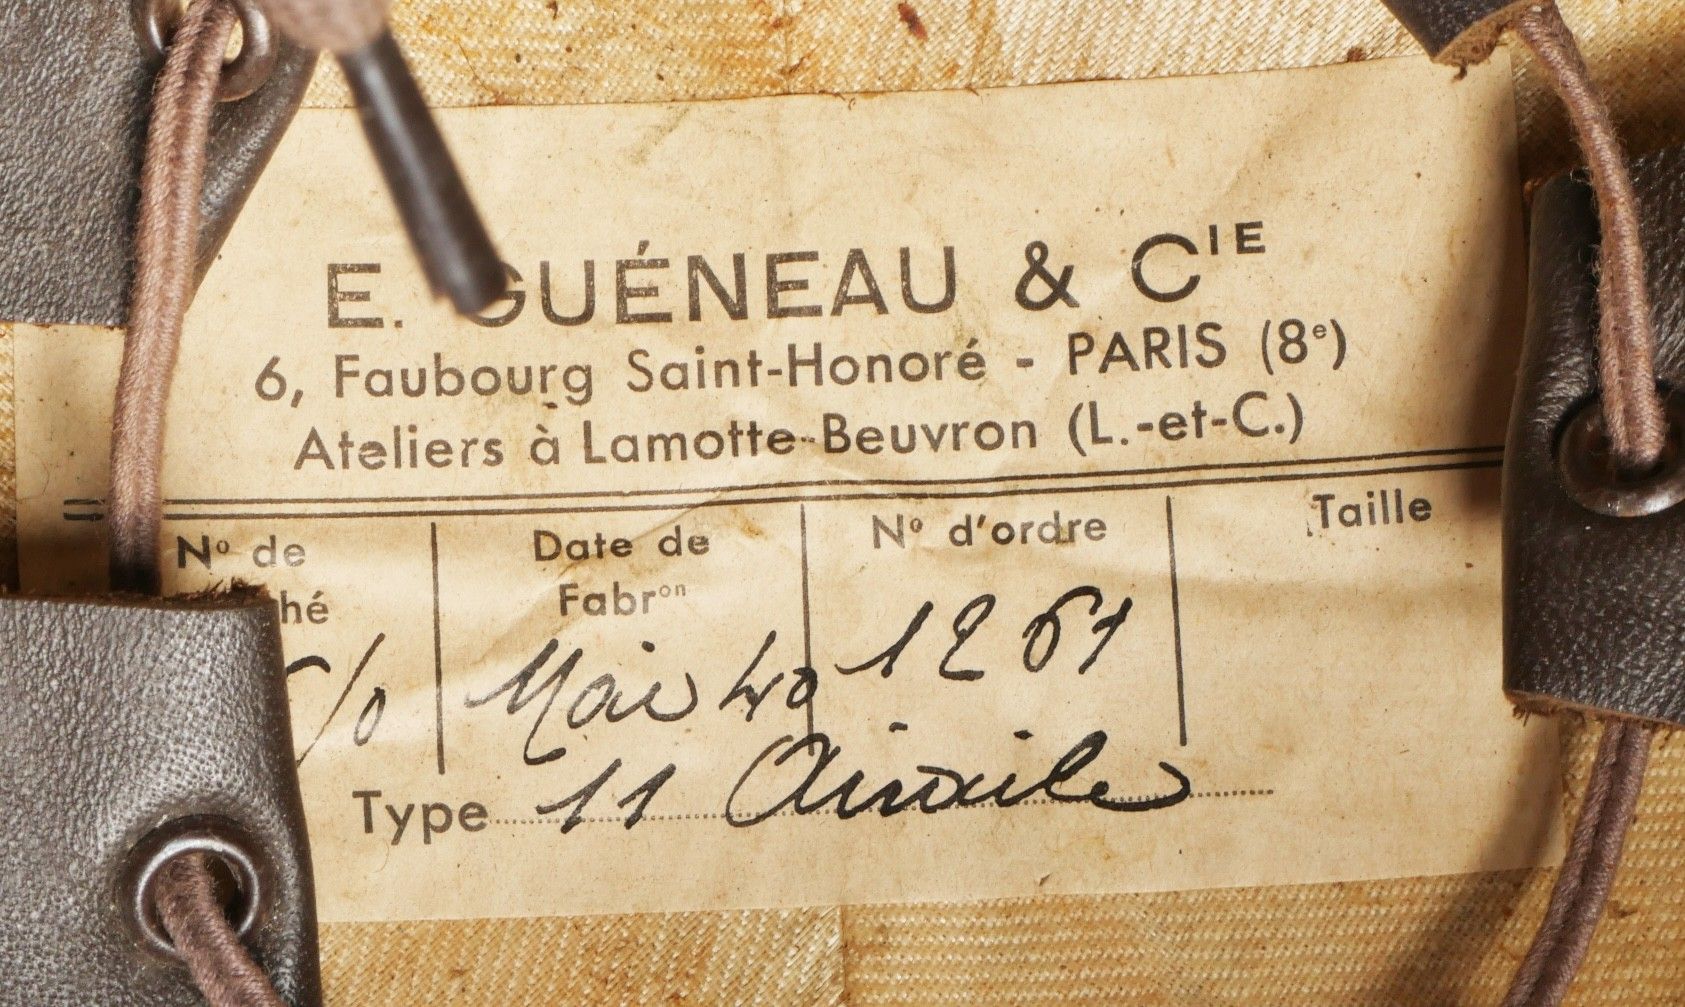 E. GUÉNEAU & CIE
6, Faubourg Saint-Honoré - PARIS (8e)
Ateliers à Lamotte-Beuvron (L.-et-C.)
No de
Date de Fabron
No d'ordre
Taille
Mai 40
1261
Type 11 Airaile